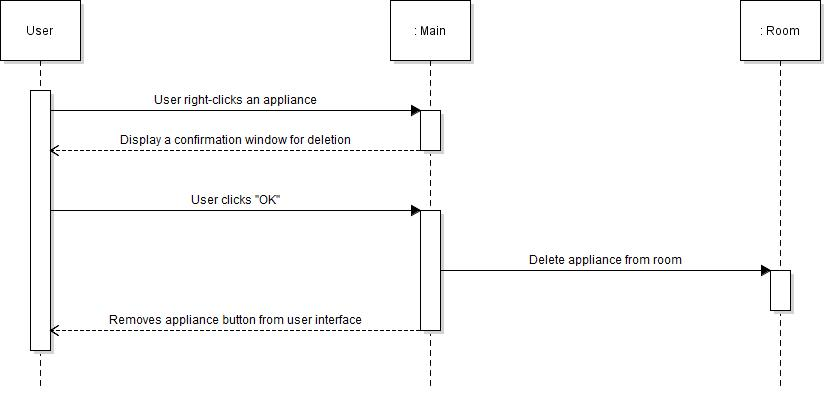 User
: Main
: Room
User right-clicks an appliance
Display a confirmation window for deletion
User clicks "OK"
Delete appliance from room
Removes appliance button from user interface